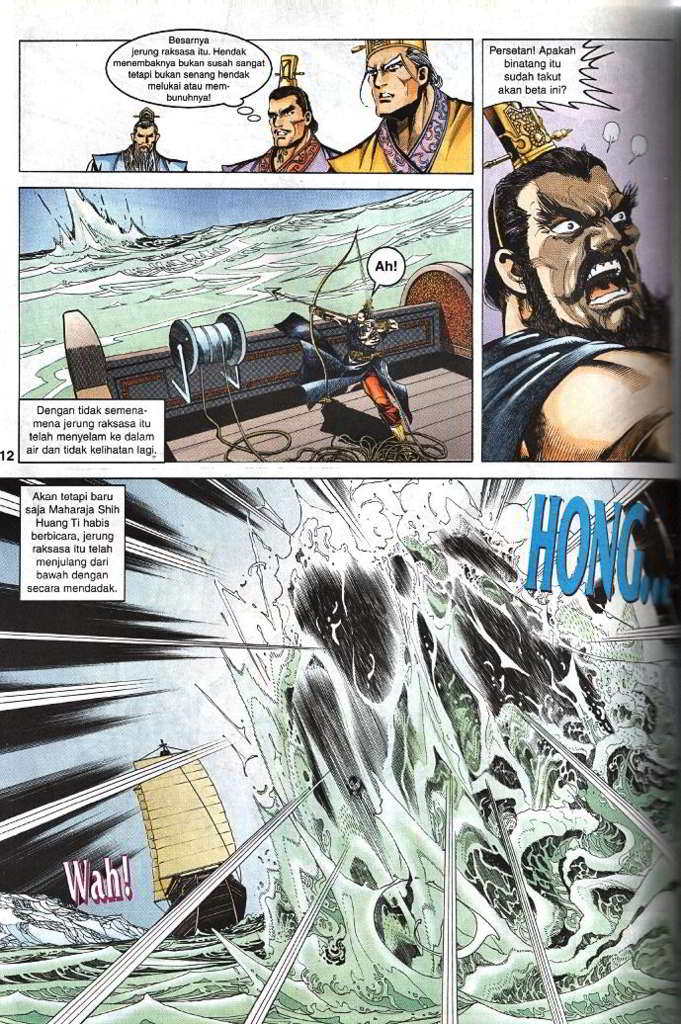 Besarnya
jerung raksasa itu. Hendak
menembaknya bukan susah sangat
tetapi bukan senang hendak
melukai atau mem-
bunuhnya!
Persetan! Apakah
binatang itu
sudah takut
akan beta ini?
Ah!
Dengan tidak semena-
mena jerung raksasa itu
telah menyelam ke dalam
air dan tidak kelihatan lagi.
12
Akan tetapi baru
saja Maharaja Shih
Huang Ti habis
berbicara, jerung
raksasa itu telah
menjulang dari
bawah dengan
secara mendadak.
Wah!